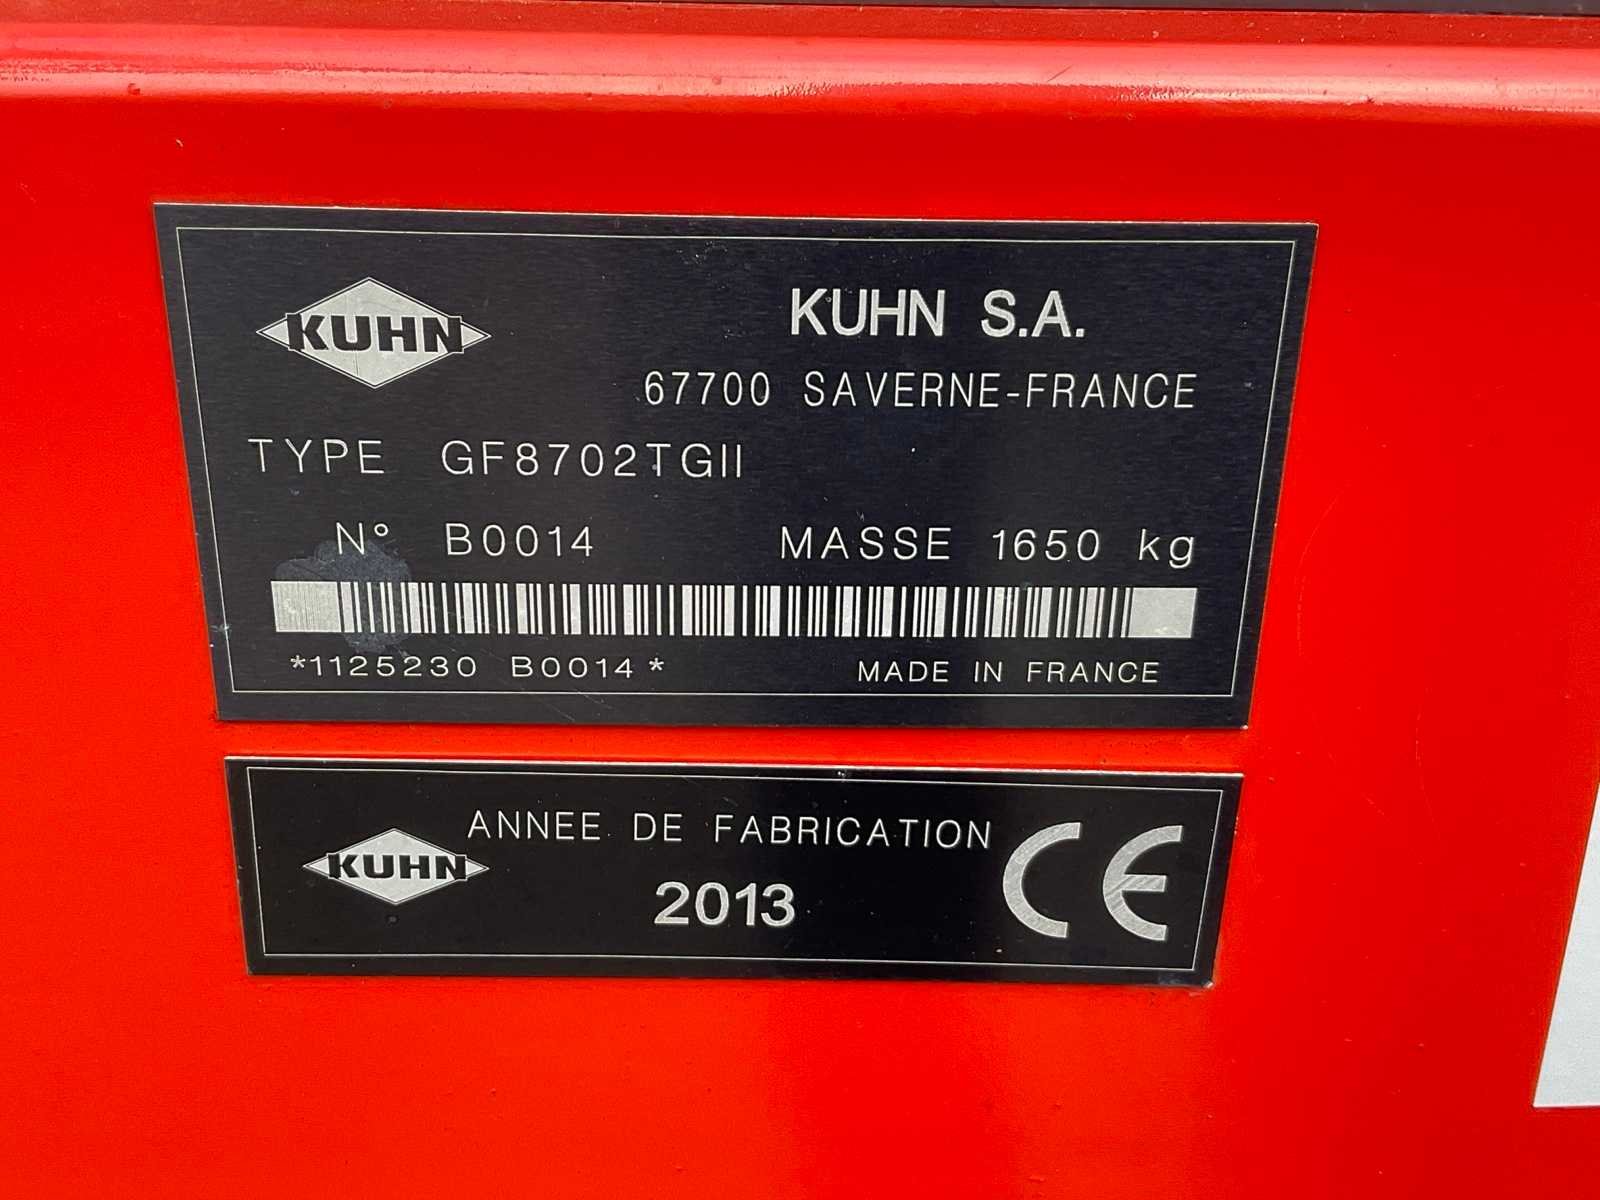 KUHN
KUHN S.A.
67700 SAVERNE-FRANCE
TYPE GF8702TGII
N° B0014 MASSE 1650 kg
*1125230 B0014* MADE IN FRANCE
KUHN
ANNEE DE FABRICATION
2013
CE